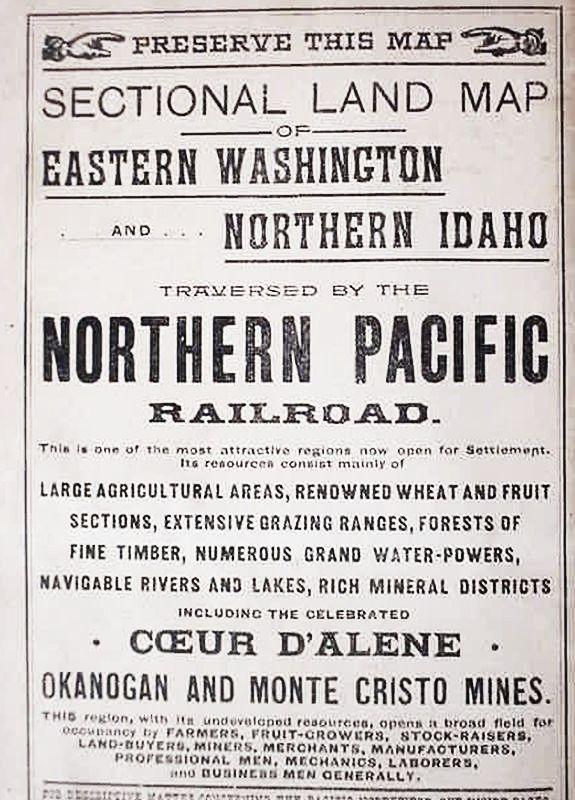 PRESERVE THIS MAP
SECTIONAL LAND MAP
OF
EASTERN WASHINGTON
AND . . . NORTHERN IDAHO
TRAVERSED BY THE
NORTHERN PACIFIC
RAILROAD.
This is one of the most attractive regions now open for Settlement.
Its resources consist mainly of
LARGE AGRICULTURAL AREAS, RENOWNED WHEAT AND FRUIT
SECTIONS, EXTENSIVE GRAZING RANGES, FORESTS OF
FINE TIMBER, NUMEROUS GRAND WATER-POWERS,
NAVIGABLE RIVERS AND LAKES, RICH MINERAL DISTRICTS
INCLUDING THE CELEBRATED
· CŒUR D'ALENE ·
OKANOGAN AND MONTE CRISTO MINES.
THIS region, with its undeveloped resources, opens a broad field for
occupancy by FARMERS, FRUIT-GROWERS, STOCK-RAISERS,
LAND-BUYERS, MINERS, MERCHANTS, MANUFACTURERS,
PROFESSIONAL MEN, MECHANICS, LABORERS,
and BUSINESS MEN GENERALLY.